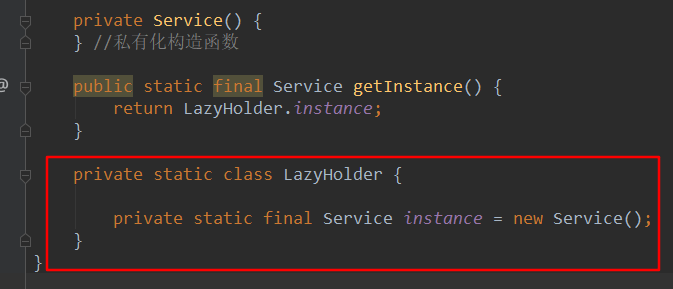 private Service() {
} //私有化构造函数
@
public static final Service getInstance() {
return LazyHolder.instance;
}
private static class LazyHolder {
private static final Service instance = new Service();
}
}